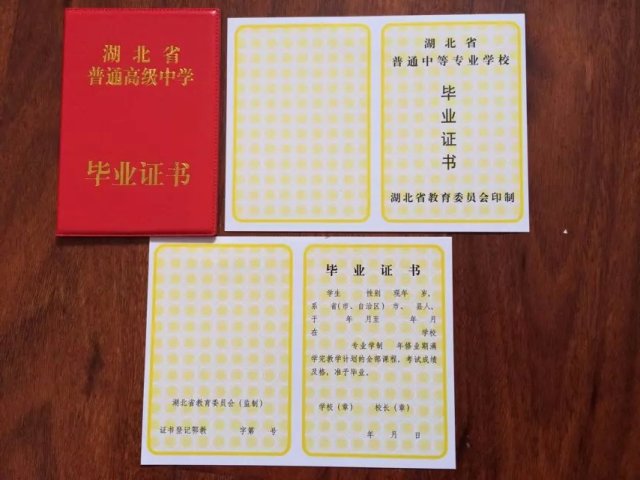 湖北省
普通高级中学
毕业证书
湖北省
普通中等专业学校
毕业证书
湖北省教育委员会印制
湖北省教育委员会（监制）
证书登记鄂教 字第 号
毕业证书
学生 性别 现年 岁，
系 省(市、自治区) 市、 县人，
于 年 月至 年 月
在 学校
专业学制 年修业期满
学完教学计划的全部课程，考试成绩
及格，准予毕业。
学校（章） 校长（章）
年 月 日